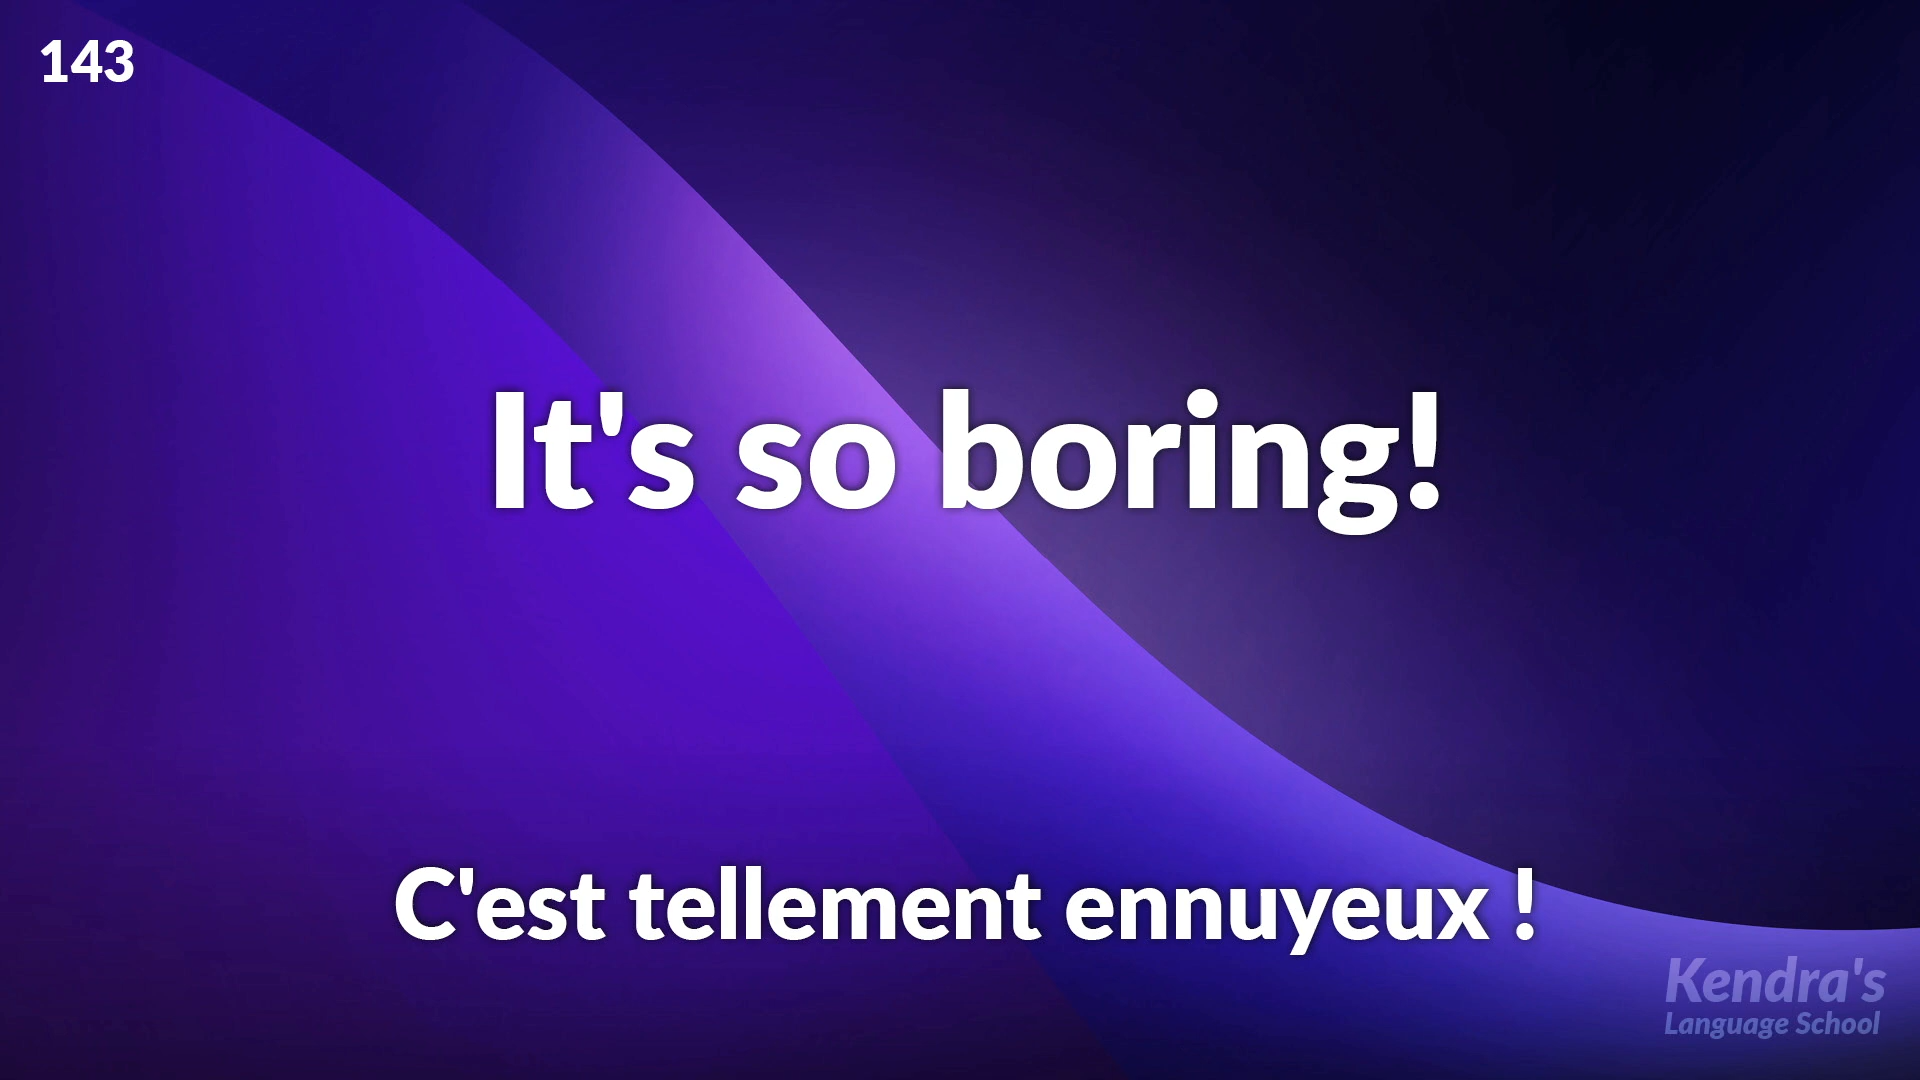 143
It's so boring!
C'est tellement ennuyeux !
Kendra's
Language School